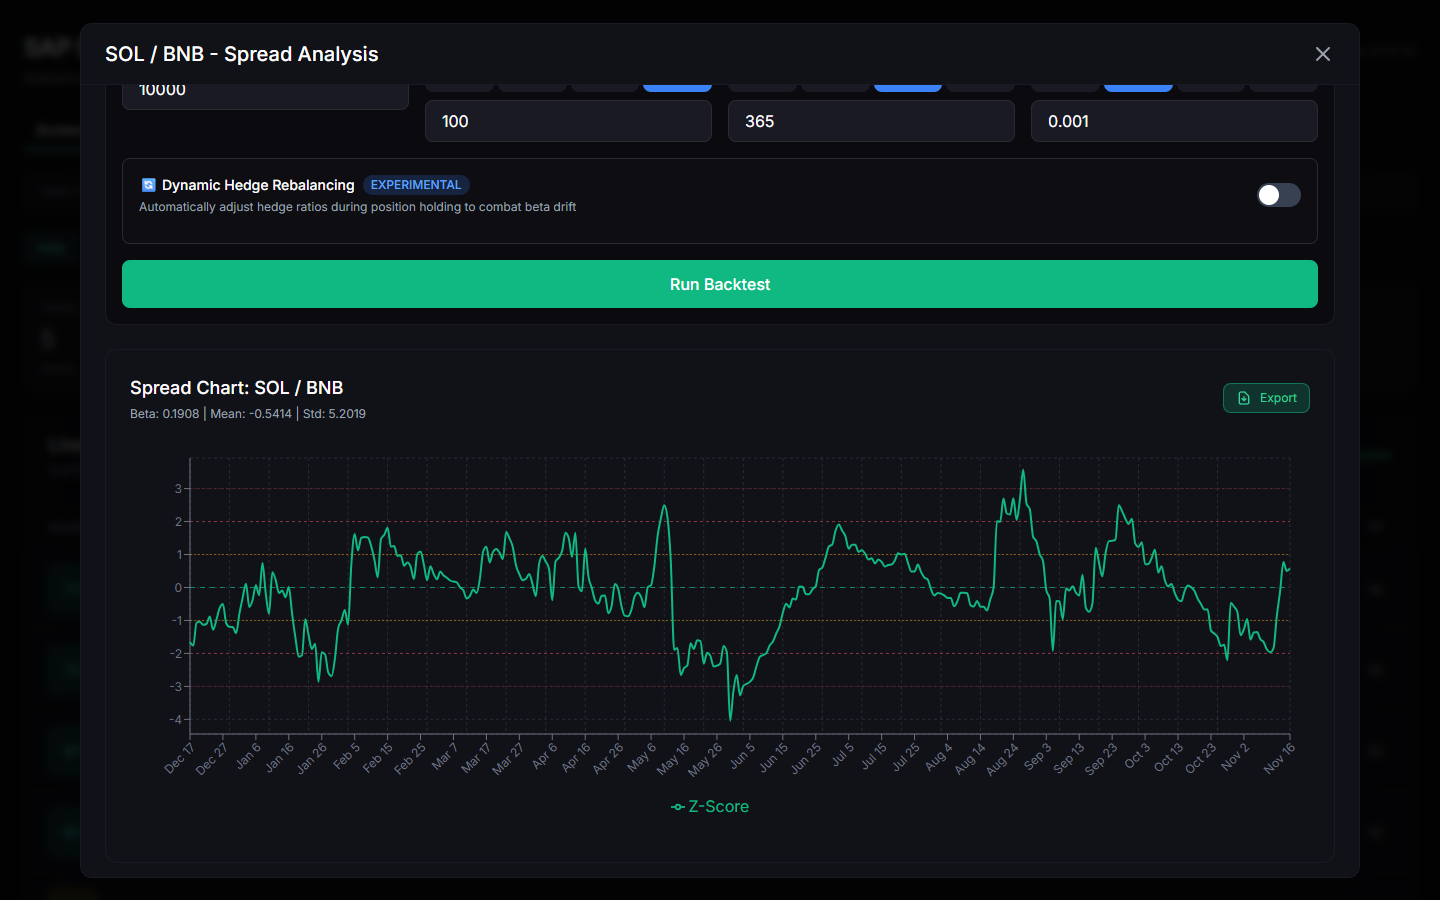 SOL / BNB - Spread Analysis
10000
100
365
0.001
Dynamic Hedge Rebalancing EXPERIMENTAL
Automatically adjust hedge ratios during position holding to combat beta drift
Run Backtest
Spread Chart: SOL / BNB
Beta: 0.1908 | Mean: -0.5414 | Std: 5.2019
Export
3
2
1
0
-1
-2
-3
-4
Dec 17 Dec 27 Jan 6 Jan 16 Jan 26 Feb 5 Feb 15 Feb 25 Mar 7 Mar 17 Mar 27 Apr 6 Apr 16 Apr 26 May 6 May 16 May 26 Jun 5 Jun 15 Jun 25 Jul 5 Jul 15 Jul 25 Aug 4 Aug 14 Aug 24 Sep 3 Sep 13 Sep 23 Oct 3 Oct 13 Oct 23 Nov 2 Nov 16
Z-Score